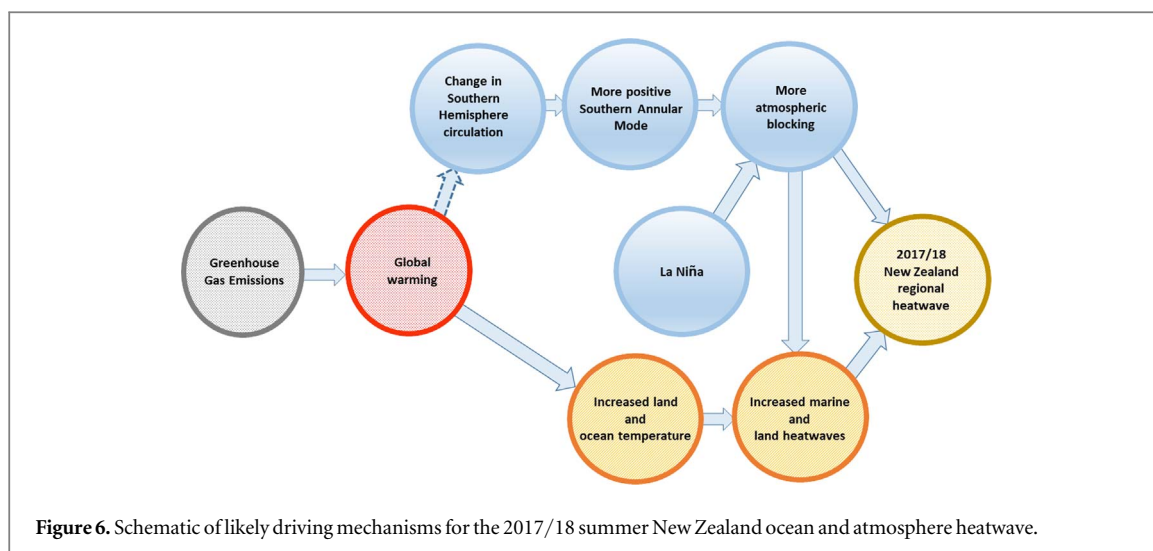 Change in
Southern
Hemisphere
circulation
More positive
Southern Annular
Mode
More
atmospheric
blocking
Greenhouse
Gas Emissions
Global
warming
La Niña
2017/18
New Zealand
regional
heatwave
Increased land
and
ocean temperature
Increased marine
and
land heatwaves
Figure 6. Schematic of likely driving mechanisms for the 2017/18 summer New Zealand ocean and atmosphere heatwave.